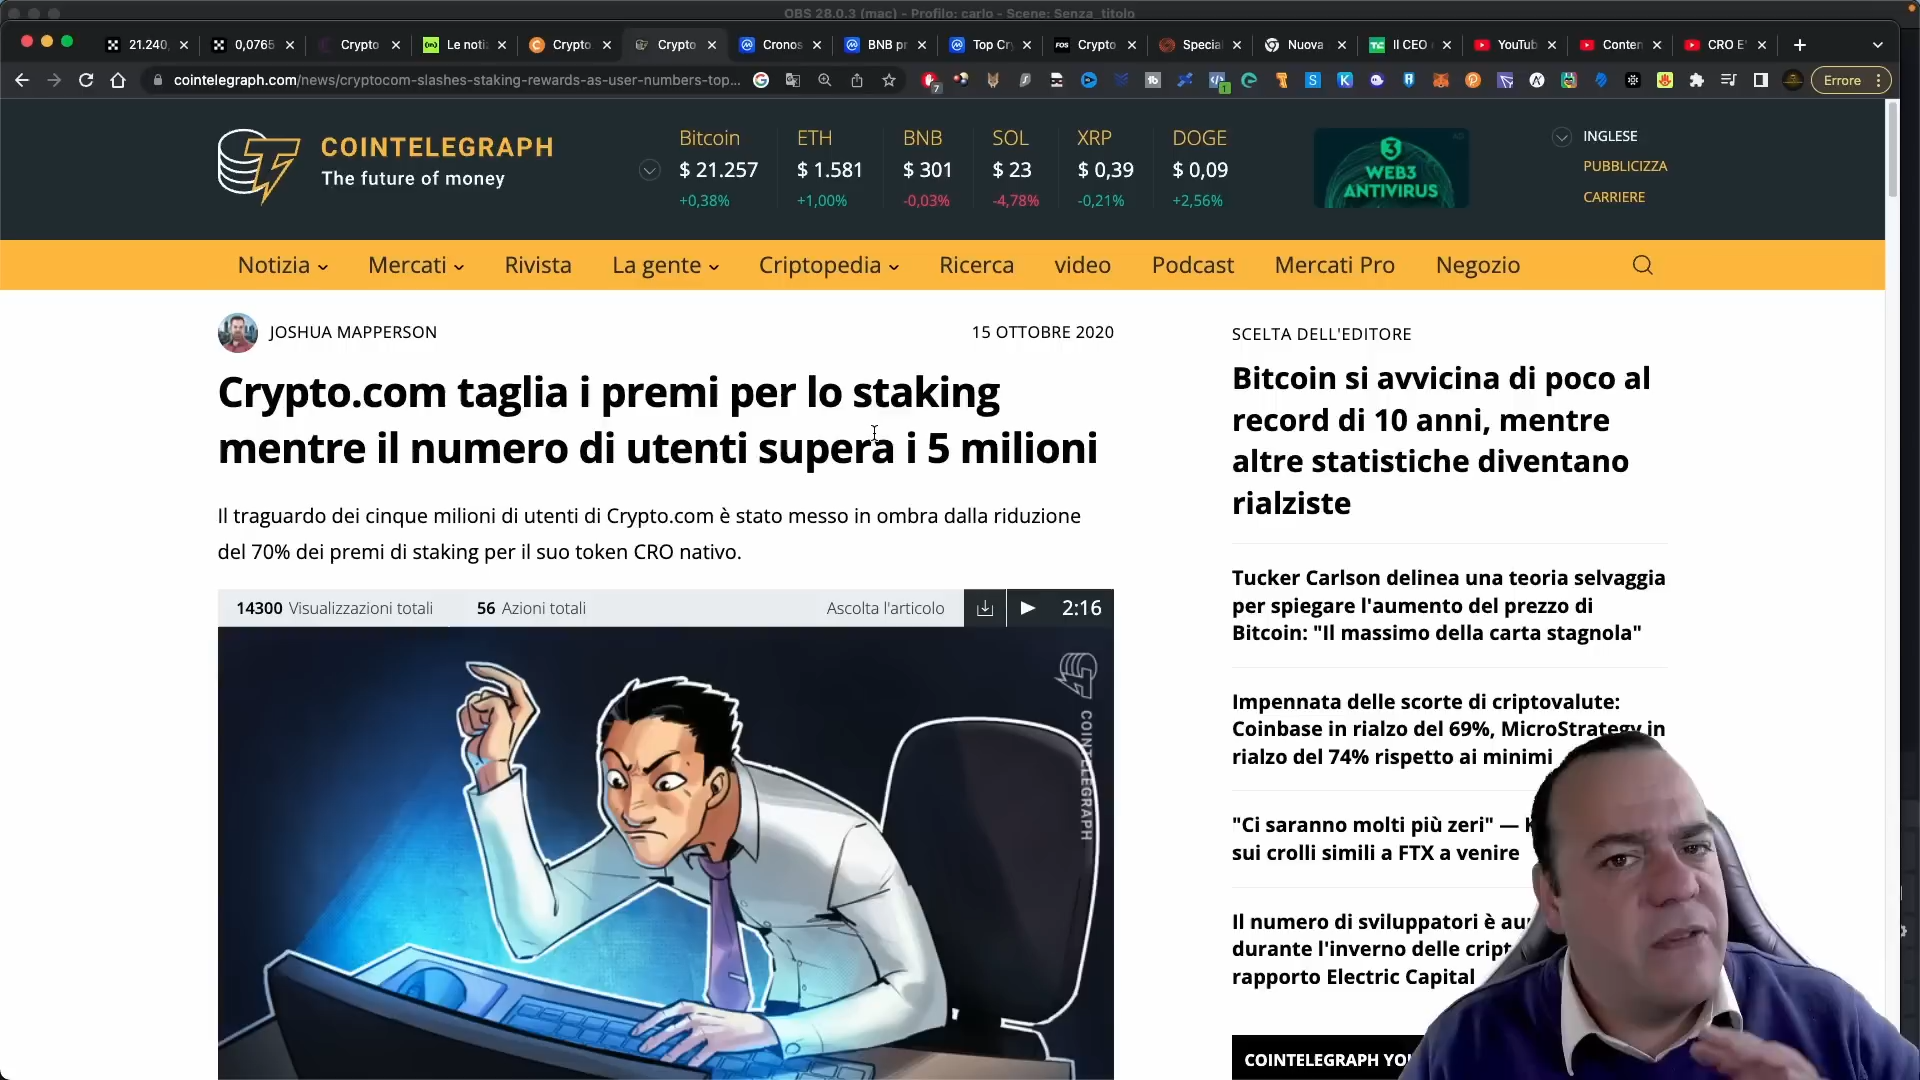 OBS 28.0.3 (mac) - Profilo: carlo - Scene: Senza_titolo
21.240,
0,0765
Crypto
Le noti
Crypto
Crypto
Cronos
BNB pr
Top Cr
Crypto
Special
Nuova
Il CEO
YouTub
Conten
CRO E'
cointelegraph.com/news/cryptocom-slashes-staking-rewards-as-user-numbers-top...
Errore
COINTELEGRAPH
The future of money
Bitcoin
$ 21.257
+0,38%
ETH
$ 1.581
+1,00%
BNB
$ 301
-0,03%
SOL
$ 23
-4,78%
XRP
$ 0,39
-0,21%
DOGE
$ 0,09
+2,56%
WEB3
ANTIVIRUS
INGLESE
PUBBLICIZZA
CARRIERE
Notizia
Mercati
Rivista
La gente
Criptopedia
Ricerca
video
Podcast
Mercati Pro
Negozio
JOSHUA MAPPERSON
15 OTTOBRE 2020
Crypto.com taglia i premi per lo staking
mentre il numero di utenti supera i 5 milioni
Il traguardo dei cinque milioni di utenti di Crypto.com è stato messo in ombra dalla riduzione
del 70% dei premi di staking per il suo token CRO nativo.
14300 Visualizzazioni totali
56 Azioni totali
Ascolta l'articolo
2:16
COINTELEGRAPH
SCELTA DELL'EDITORE
Bitcoin si avvicina di poco al
record di 10 anni, mentre
altre statistiche diventano
rialziste
Tucker Carlson delinea una teoria selvaggia
per spiegare l'aumento del prezzo di
Bitcoin: "Il massimo della carta stagnola"
Impennata delle scorte di criptovalute:
Coinbase in rialzo del 69%, MicroStrategy in
rialzo del 74% rispetto ai minimi
"Ci saranno molti più zeri" —
sui crolli simili a FTX a venire
Il numero di sviluppatori è au
durante l'inverno delle cript
rapporto Electric Capital
COINTELEGRAPH YO